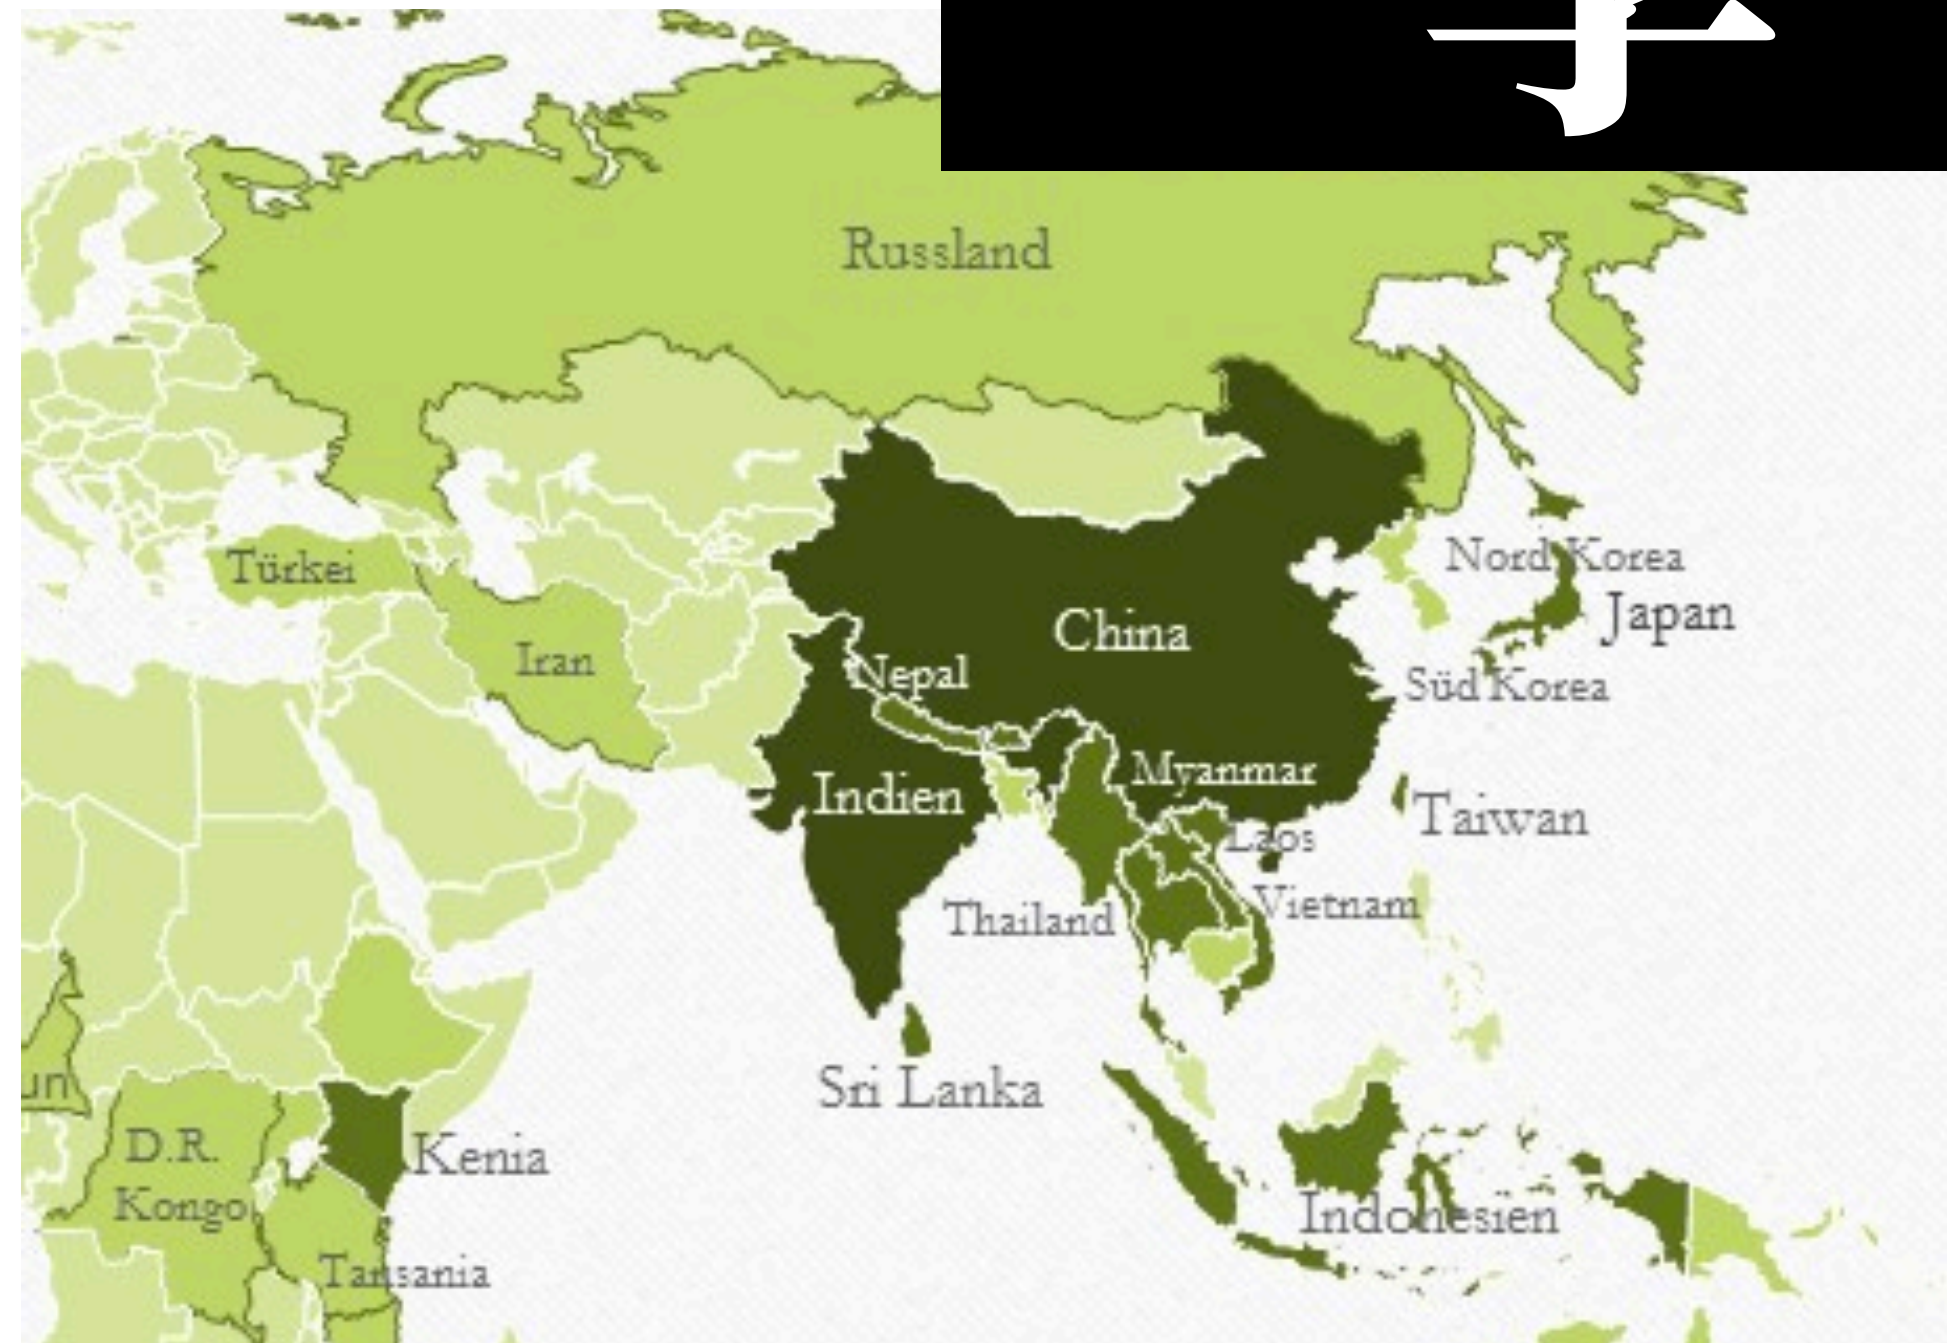 Russland
Türkei
Nord Korea
Japan
Iran
China
Nepal
Süd Korea
Indien
Myanmar
Taiwan
Laos
Thailand
Vietnam
Sri Lanka
D.R.
Kongo
Kenia
Indonesien
Tansania